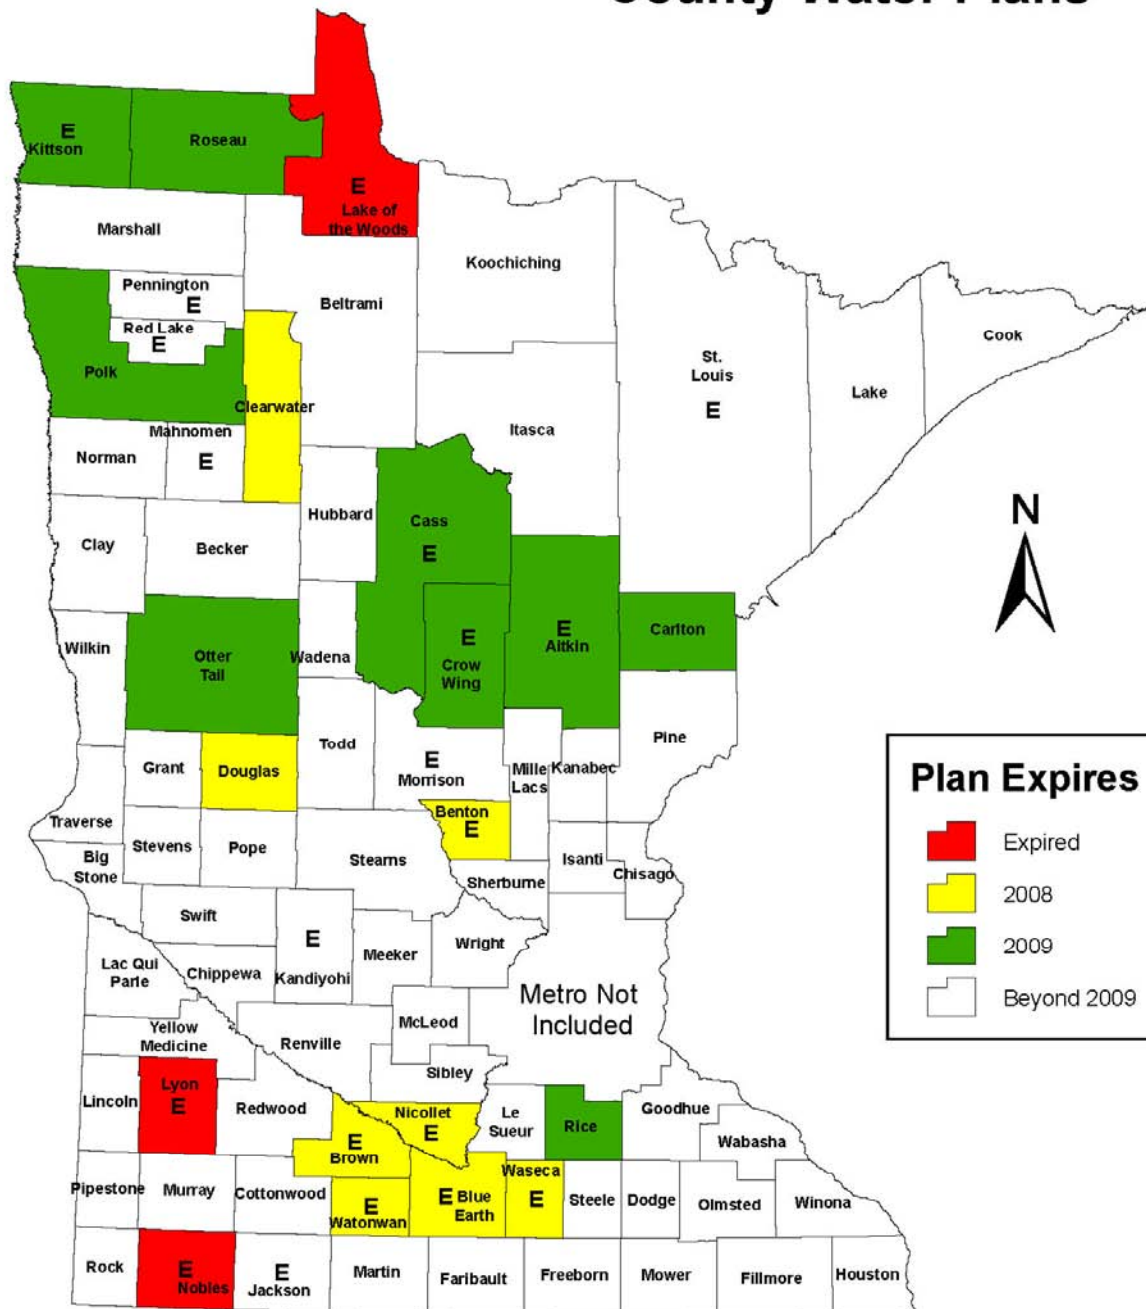 County Water Plans
E
Kittson
Roseau
E
Lake of
the Woods
Marshall
Koochiching
Pennington
E
Beltrami
Red Lake
E
Cook
St.
Louis
E
Polk
Lake
Clearwater
Itasca
Mahnomen
E
Norman
Hubbard
Cass
E
N
Clay
Becker
E
Crow
Wing
E
Aitkin
Carlton
Wilkin
Otter
Tail
Wadena
Pine
Todd
E
Morrison
Mille
Lacs
Kanabec
Grant
Douglas
Benton
E
Traverse
Stevens
Pope
Stearns
Isanti
Chisago
Big
Stone
Sherburne
Swift
E
Kandiyohi
Meeker
Wright
Lac Qui
Parle
Chippewa
Metro Not
Included
McLeod
Yellow
Medicine
Renville
Sibley
Lyon
E
Lincoln
Redwood
Nicollet
E
Le
Sueur
Rice
Goodhue
Wabasha
E
Brown
Waseca
E
Pipestone
Murray
Cottonwood
E
Watonwan
E Blue
Earth
Steele
Dodge
Olmsted
Winona
Rock
E
Nobles
E
Jackson
Martin
Faribault
Freeborn
Mower
Fillmore
Houston
Plan Expires
Expired
2008
2009
Beyond 2009